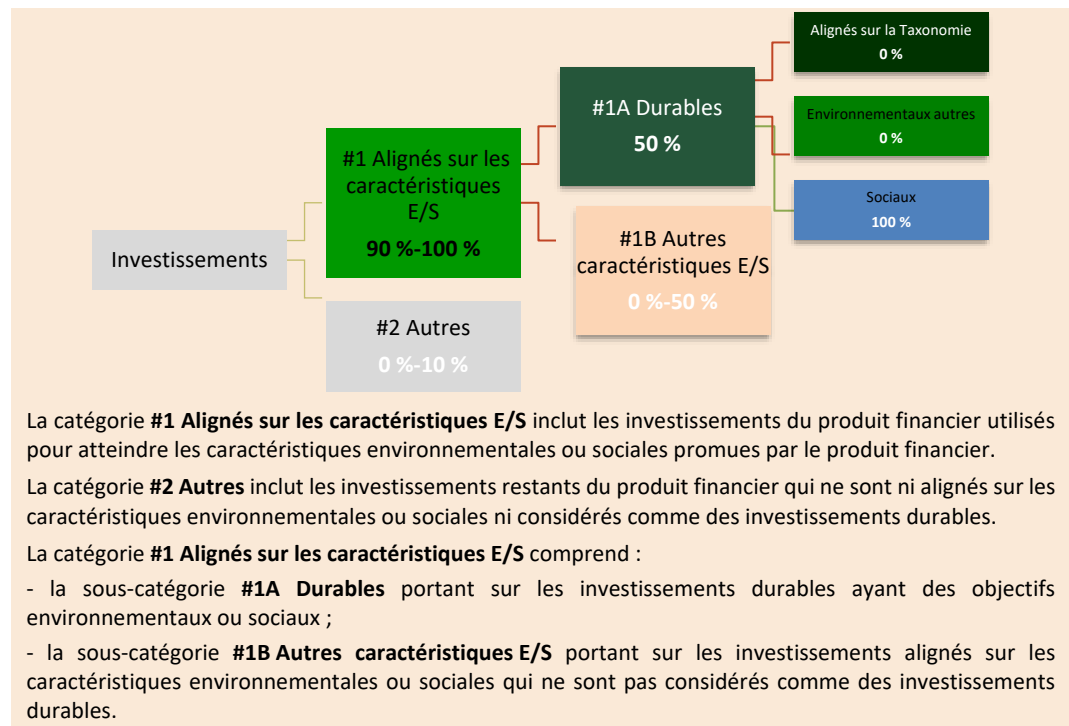 Investissements
#1 Alignés sur les
caractéristiques
E/S
90 %-100 %
#2 Autres
0 %-10 %
#1A Durables
50 %
#1B Autres
caractéristiques E/S
0 %-50 %
Alignés sur la Taxonomie
0 %
Environnementaux autres
0 %
Sociaux
100 %
La catégorie #1 Alignés sur les caractéristiques E/S inclut les investissements du produit financier utilisés
pour atteindre les caractéristiques environnementales ou sociales promues par le produit financier.
La catégorie #2 Autres inclut les investissements restants du produit financier qui ne sont ni alignés sur les
caractéristiques environnementales ou sociales ni considérés comme des investissements durables.
La catégorie #1 Alignés sur les caractéristiques E/S comprend :
- la sous-catégorie #1A Durables portant sur les investissements durables ayant des objectifs
environnementaux ou sociaux ;
- la sous-catégorie #1B Autres caractéristiques E/S portant sur les investissements alignés sur les
caractéristiques environnementales ou sociales qui ne sont pas considérés comme des investissements
durables.